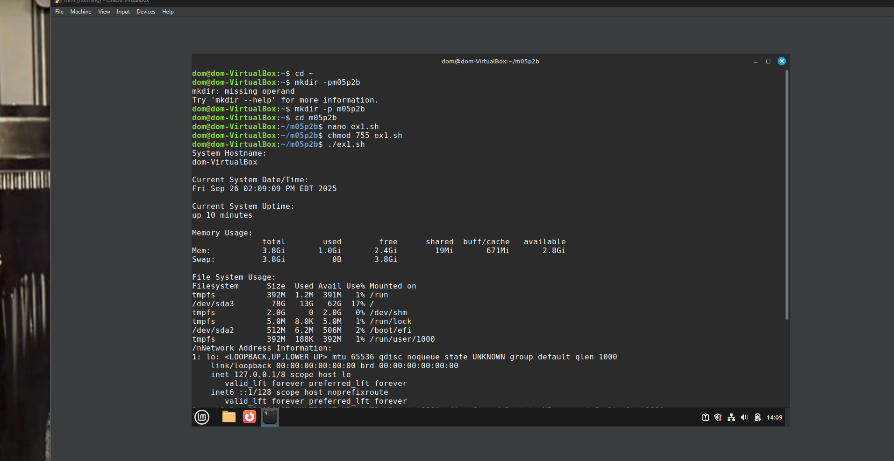 File Machine View Input Devices Help
dom@dom-VirtualBox:~/m05p2b
dom@dom-VirtualBox:~$ cd ~
dom@dom-VirtualBox:~$ mkdir -pm05p2b
mkdir: missing operand
Try 'mkdir --help' for more information.
dom@dom-VirtualBox:~$ mkdir -p m05p2b
dom@dom-VirtualBox:~$ cd m05p2b
dom@dom-VirtualBox:~/m05p2b$ nano ex1.sh
dom@dom-VirtualBox:~/m05p2b$ chmod 755 ex1.sh
dom@dom-VirtualBox:~/m05p2b$ ./ex1.sh
System Hostname:
dom-VirtualBox
Current System Date/Time:
Fri Sep 26 02:09:09 PM EDT 2025
Current System Uptime:
up 10 minutes
Memory Usage:
total used free shared buff/cache available
Mem: 3.8Gi 1.0Gi 2.4Gi 19Mi 671Mi 2.8Gi
Swap: 3.8Gi 0B 3.8Gi
File System Usage:
Filesystem Size Used Avail Use% Mounted on
tmpfs 392M 1.2M 391M 1% /run
/dev/sda3 78G 13G 62G 17% /
tmpfs 2.0G 0 2.0G 0% /dev/shm
tmpfs 5.0M 8.0K 5.0M 1% /run/lock
/dev/sda2 512M 6.2M 506M 2% /boot/efi
tmpfs 392M 188K 392M 1% /run/user/1000
/nNetwork Address Information:
1: lo: <LOOPBACK,UP,LOWER_UP> mtu 65536 qdisc noqueue state UNKNOWN group default qlen 1000
link/loopback 00:00:00:00:00:00 brd 00:00:00:00:00:00
inet 127.0.0.1/8 scope host lo
valid_lft forever preferred_lft forever
inet6 ::1/128 scope host noprefixroute
valid_lft forever preferred_lft forever
14:09